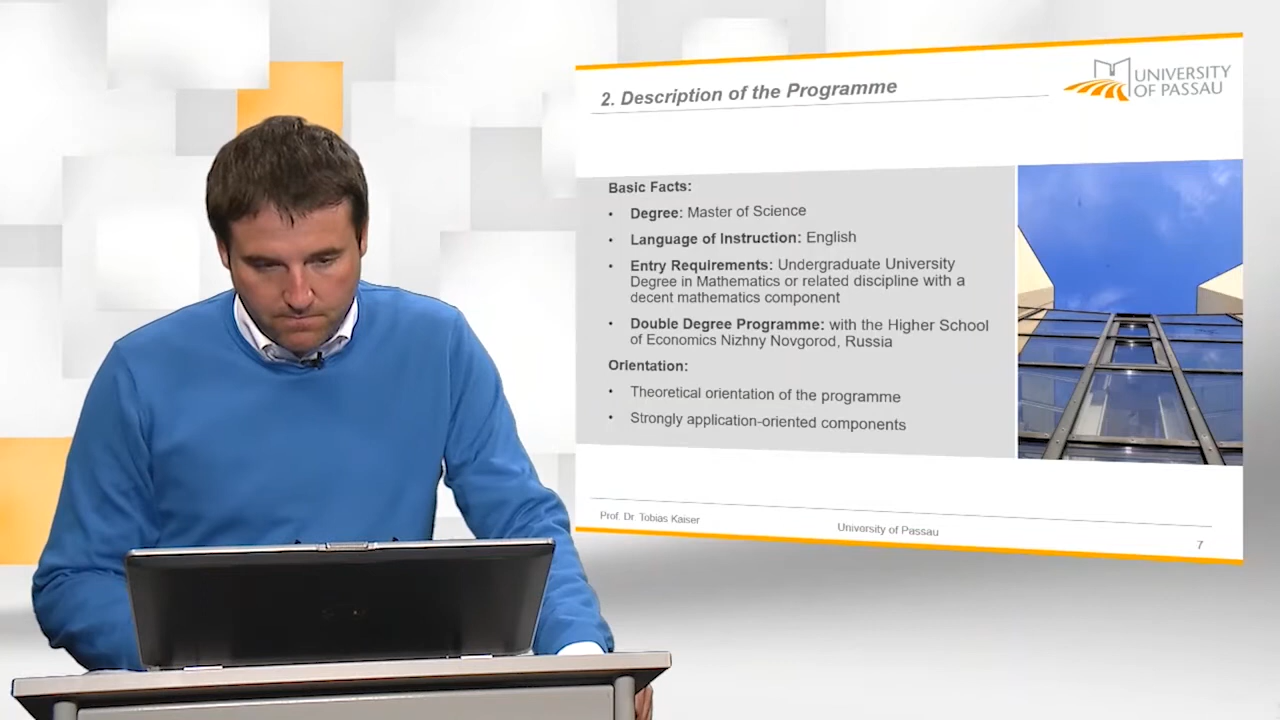 2. Description of the Programme
UNIVERSITY
OF PASSAU
Basic Facts:
• Degree: Master of Science
• Language of Instruction: English
• Entry Requirements: Undergraduate University
Degree in Mathematics or related discipline with a
decent mathematics component
• Double Degree Programme: with the Higher School
of Economics Nizhny Novgorod, Russia
Orientation:
• Theoretical orientation of the programme
• Strongly application-oriented components
Prof. Dr. Tobias Kaiser
University of Passau
7